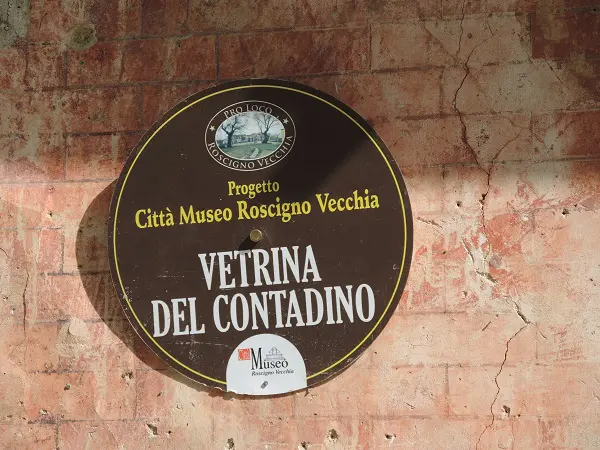 PRO LOCO
ROSCIGNO VECCHIA
Progetto
Città Museo Roscigno Vecchia
VETRINA
DEL CONTADINO
Museo
Roscigno Vecchia